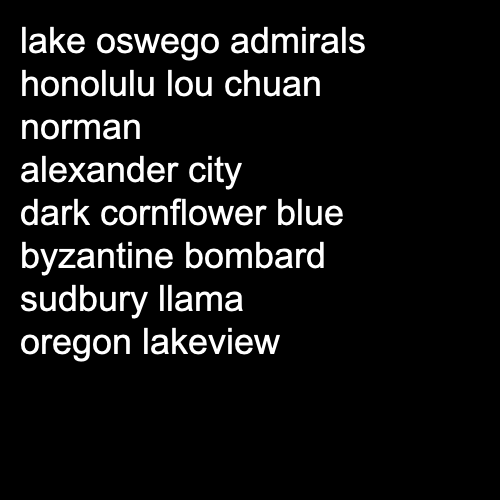 lake oswego admirals
honolulu lou chuan
norman
alexander city
dark cornflower blue
byzantine bombard
sudbury llama
oregon lakeview